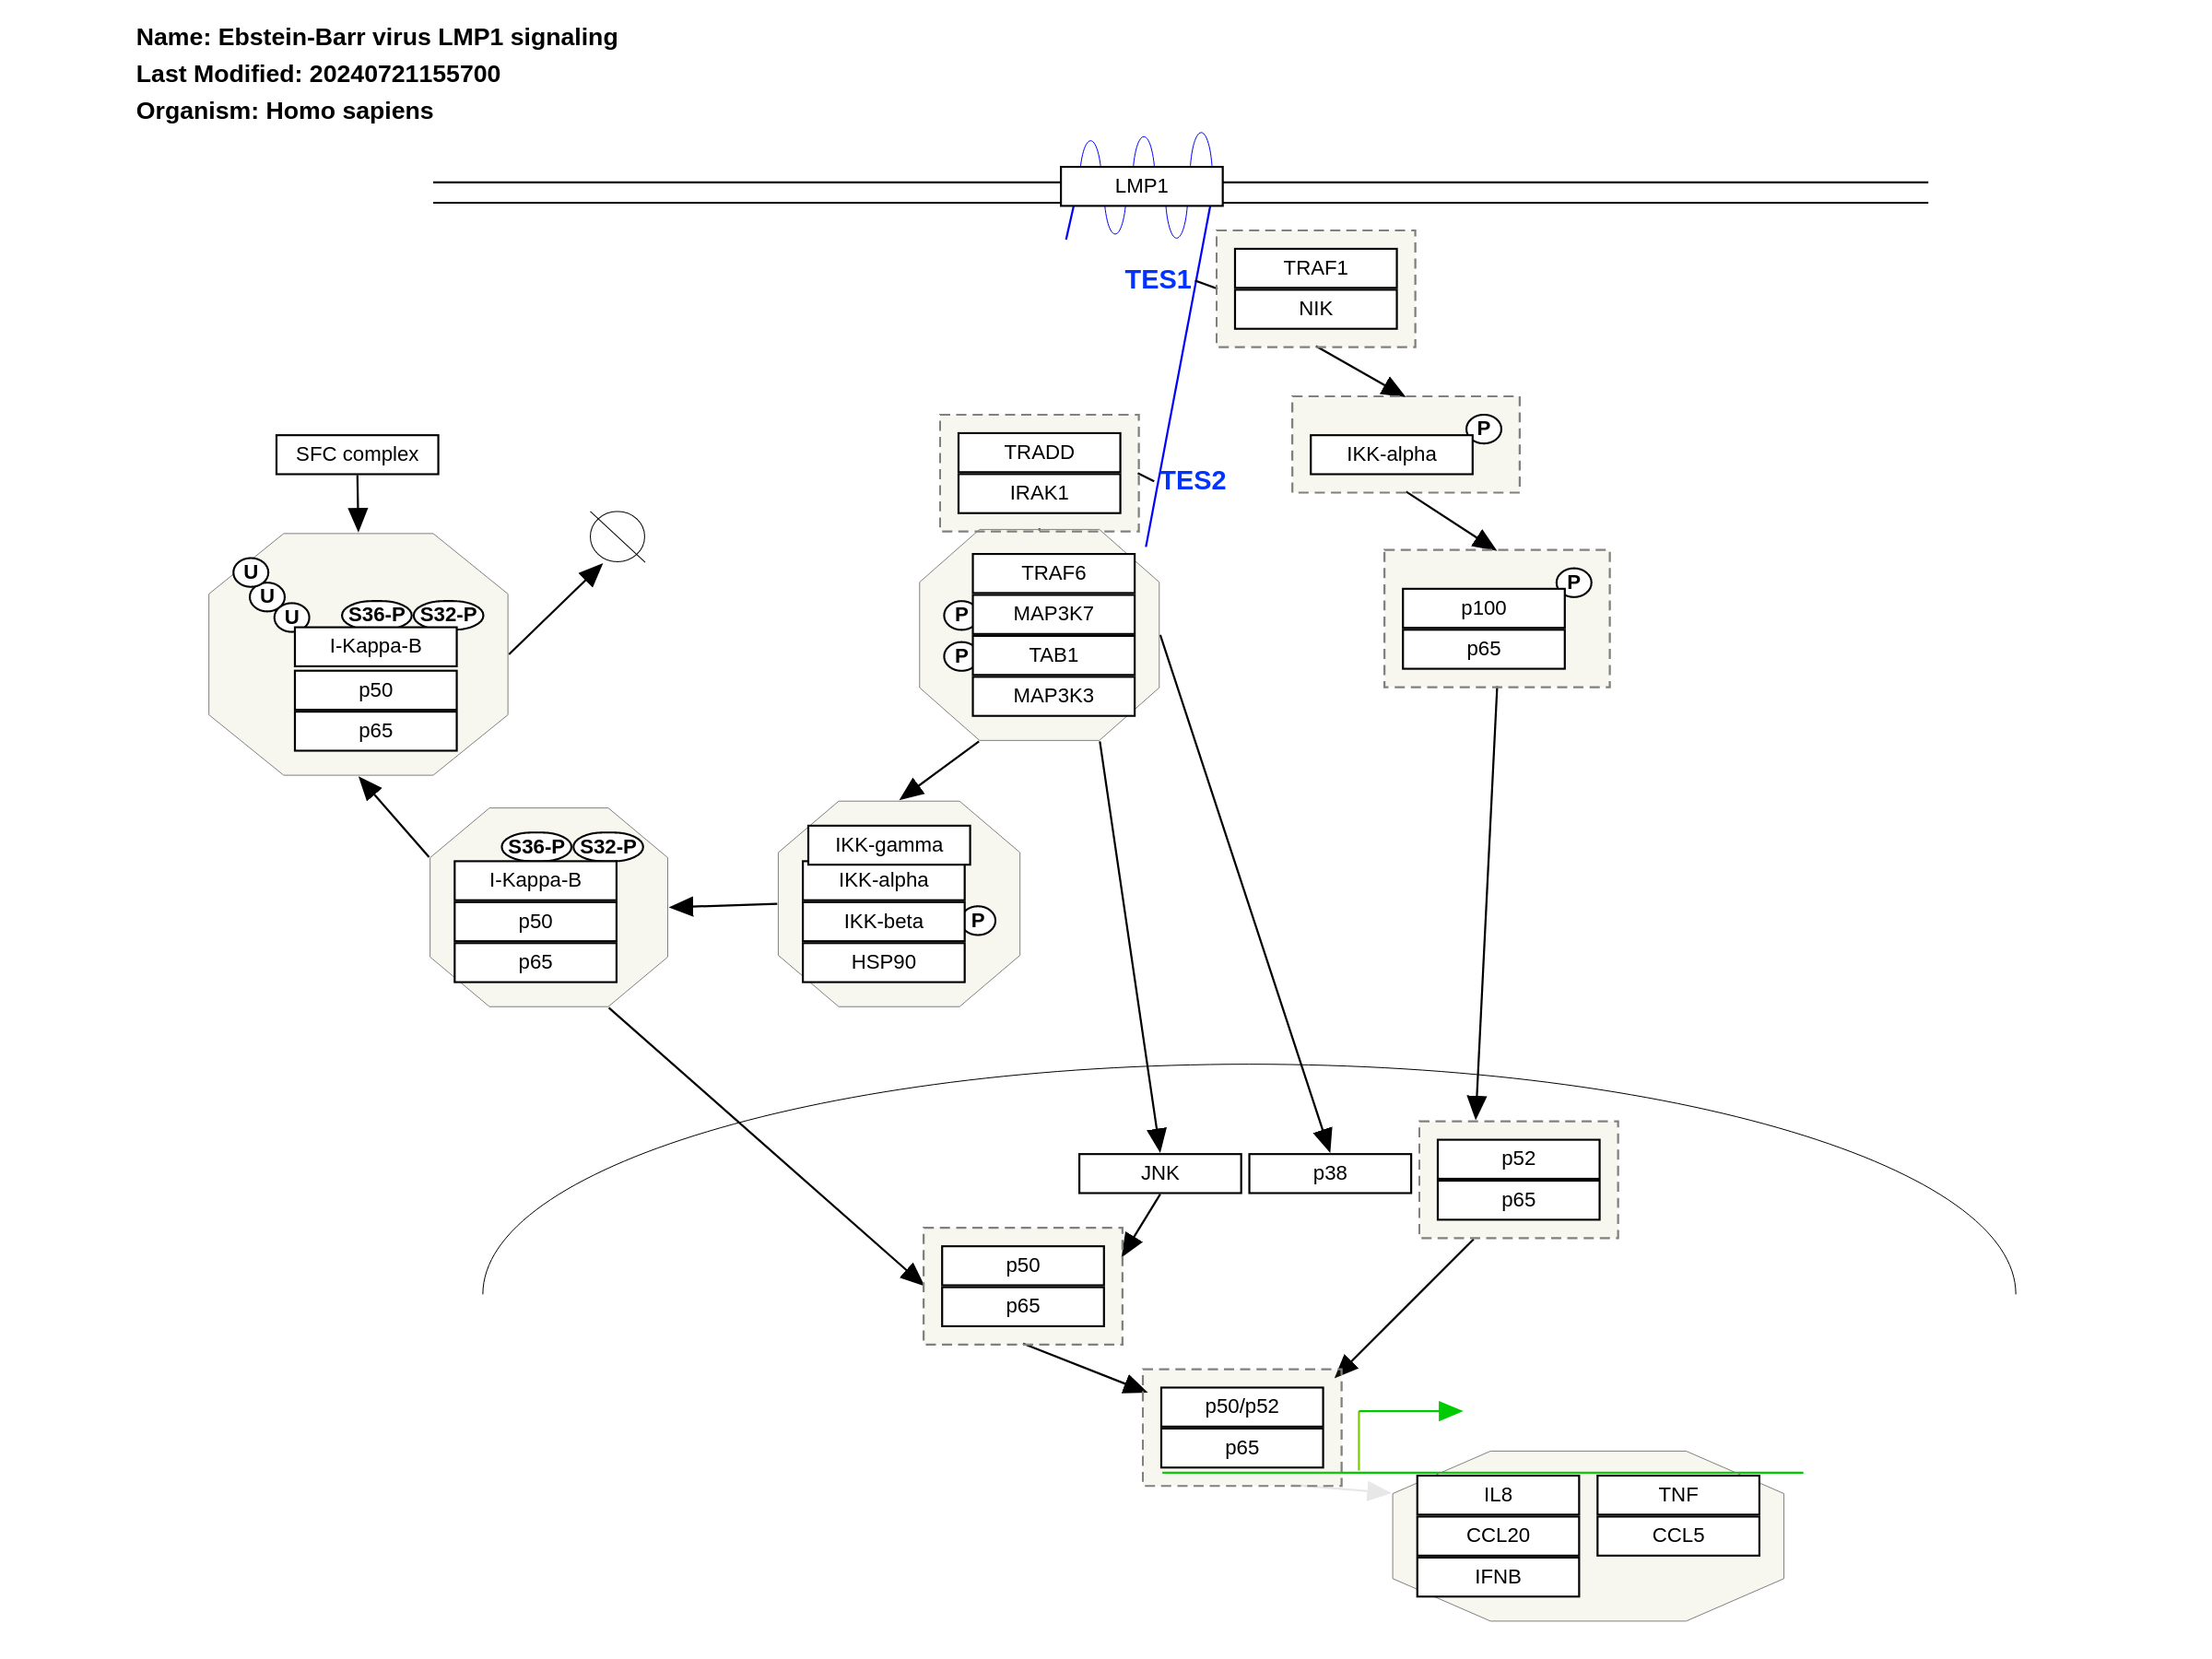 Name: Ebstein-Barr virus LMP1 signaling
Last Modified: 20240721155700
Organism: Homo sapiens
LMP1
TES1
TRAF1
NIK
TRADD
IRAK1
TES2
P
IKK-alpha
SFC complex
U
U
U
S36-P
S32-P
I-Kappa-B
p50
p65
TRAF6
P
MAP3K7
P
TAB1
MAP3K3
P
p100
p65
S36-P
S32-P
I-Kappa-B
p50
p65
IKK-gamma
IKK-alpha
IKK-beta
P
HSP90
JNK
p38
p52
p65
p50
p65
p50/p52
p65
IL8
TNF
CCL20
CCL5
IFNB